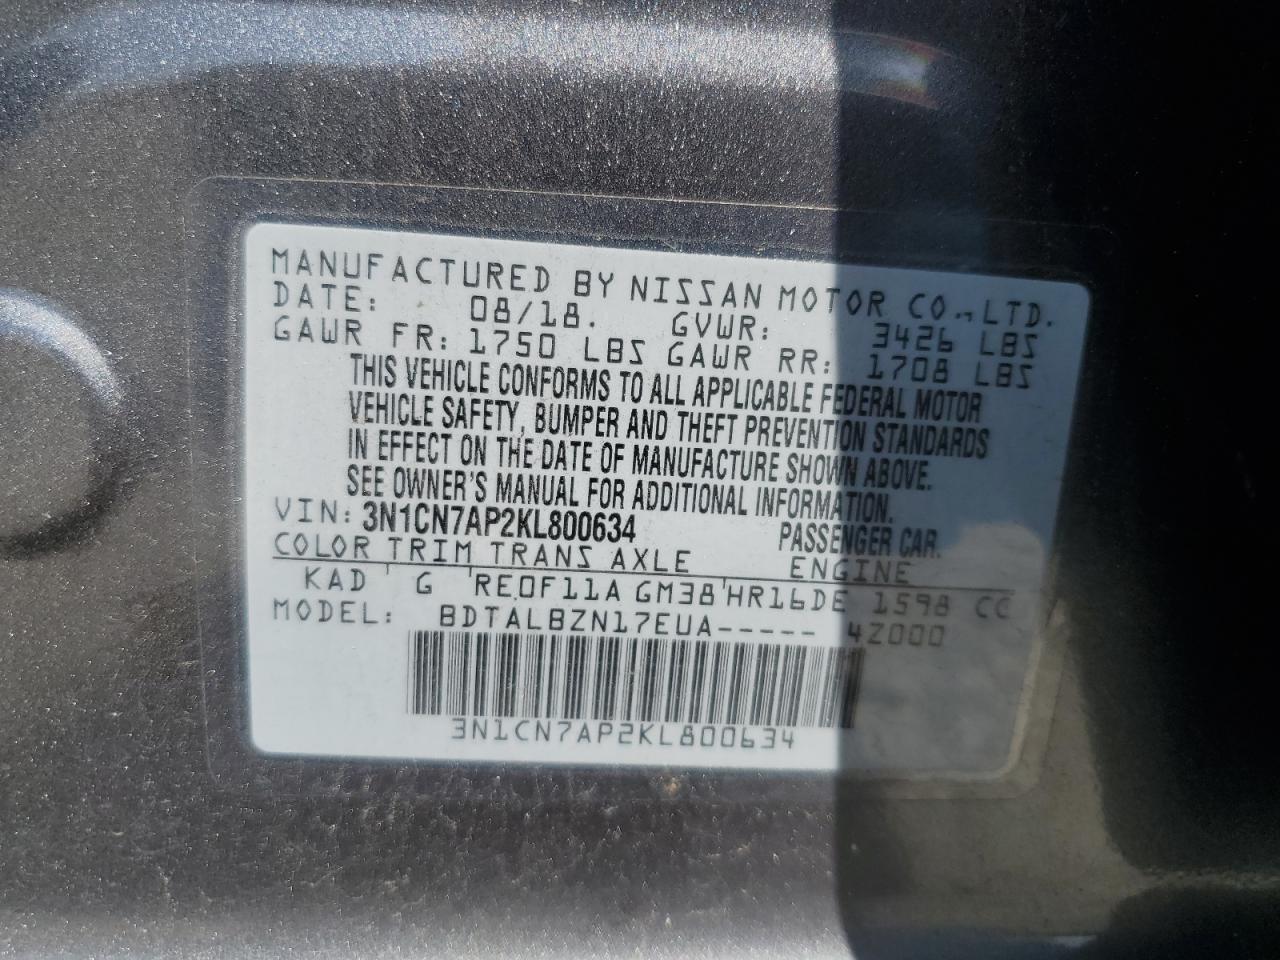 MANUFACTURED BY NISSAN MOTOR CO., LTD.
DATE: 08/18. GVWR: 3426 LBS
GAWR FR: 1750 LBS GAWR RR: 1708 LBS
THIS VEHICLE CONFORMS TO ALL APPLICABLE FEDERAL MOTOR
VEHICLE SAFETY, BUMPER AND THEFT PREVENTION STANDARDS
IN EFFECT ON THE DATE OF MANUFACTURE SHOWN ABOVE.
SEE OWNER'S MANUAL FOR ADDITIONAL INFORMATION.
VIN: 3N1CN7AP2KL800634 PASSENGER CAR.
COLOR TRIM TRANS AXLE ENGINE
KAD G RE0F11A GM38 HR16DE 1598 CC
MODEL: BDTALBZN17EUA----- 4Z000
3N1CN7AP2KL800634